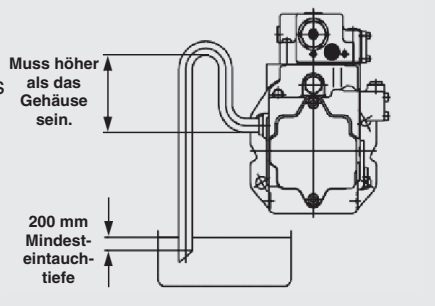 Muss höher
als das
Gehäuse
sein.
s
200 mm
Mindest-
eintauch-
tiefe